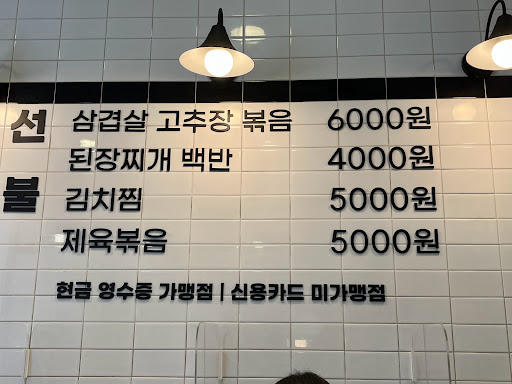 선불
삼겹살 고추장 볶음 6000원
된장찌개 백반 4000원
김치찜 5000원
제육볶음 5000원
현금 영수증 가맹점 | 신용카드 미가맹점